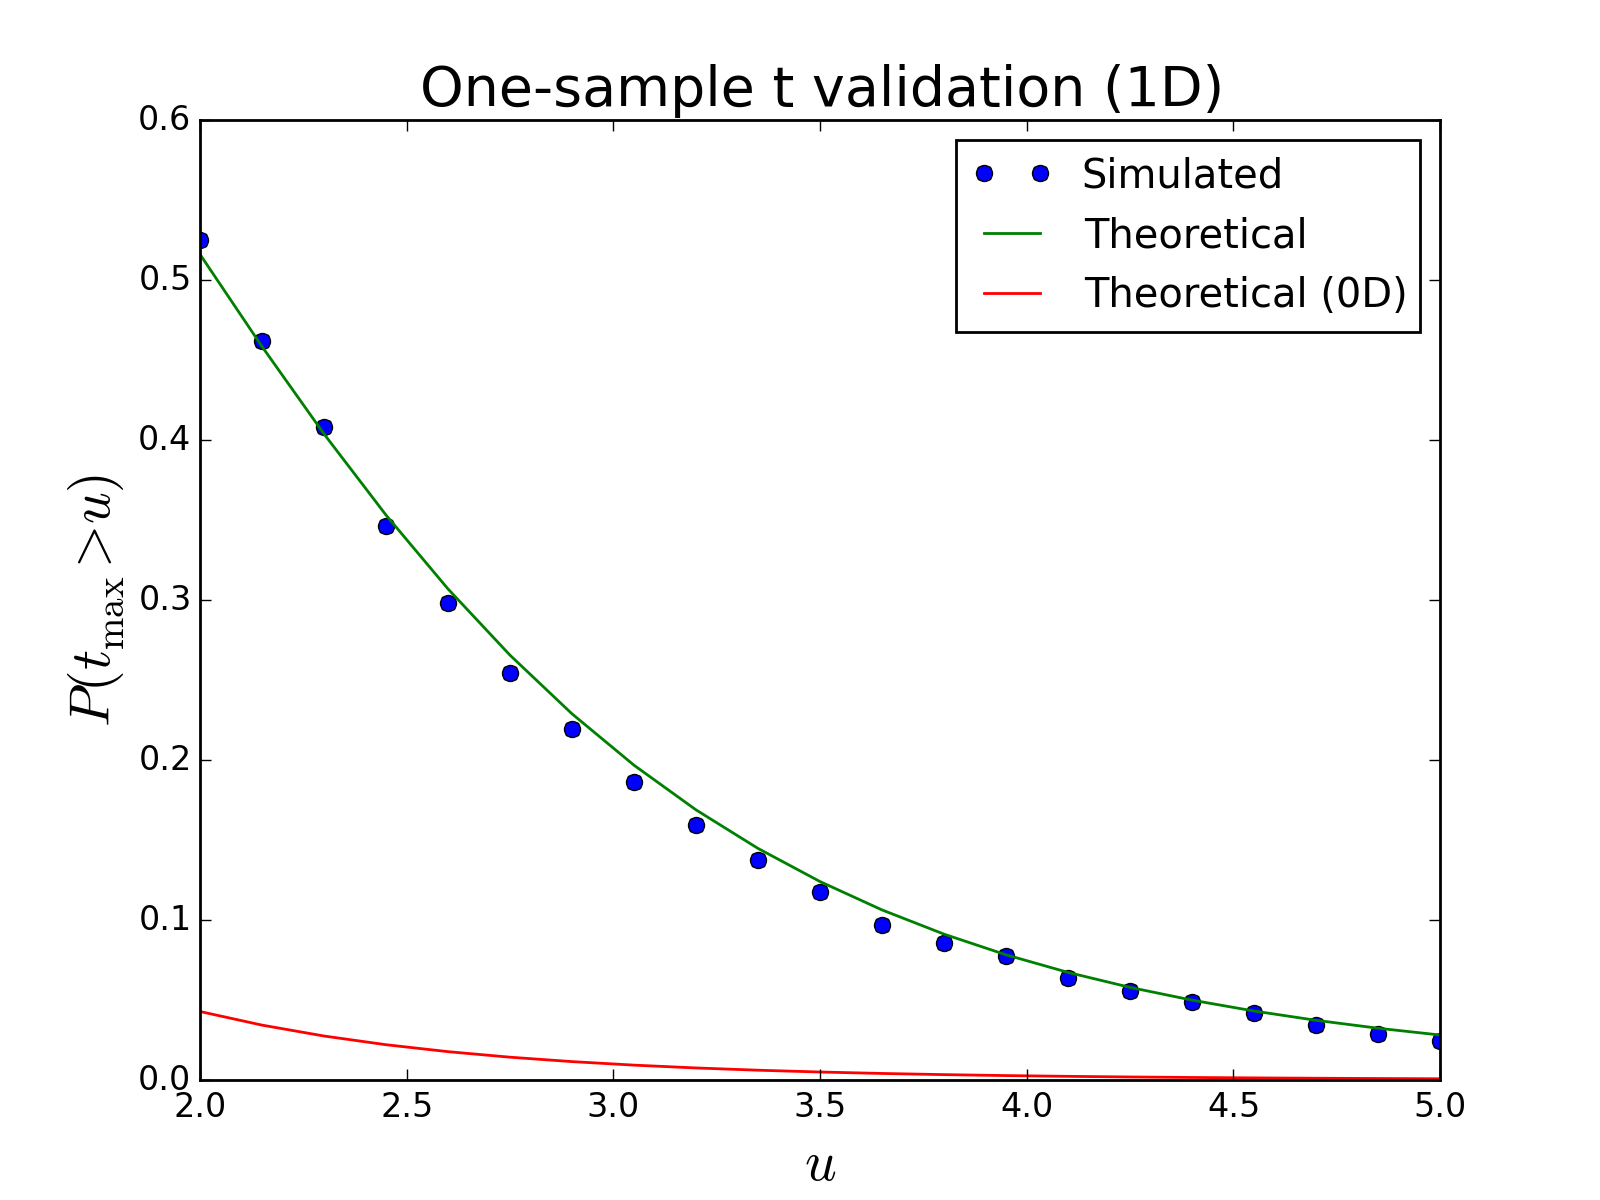 One-sample t validation (1D)
0.6
0.5
0.4
0.3
0.2
0.1
0.0
P(t_max>u)
Simulated
Theoretical
Theoretical (0D)
2.0 2.5 3.0 3.5 4.0 4.5 5.0
u